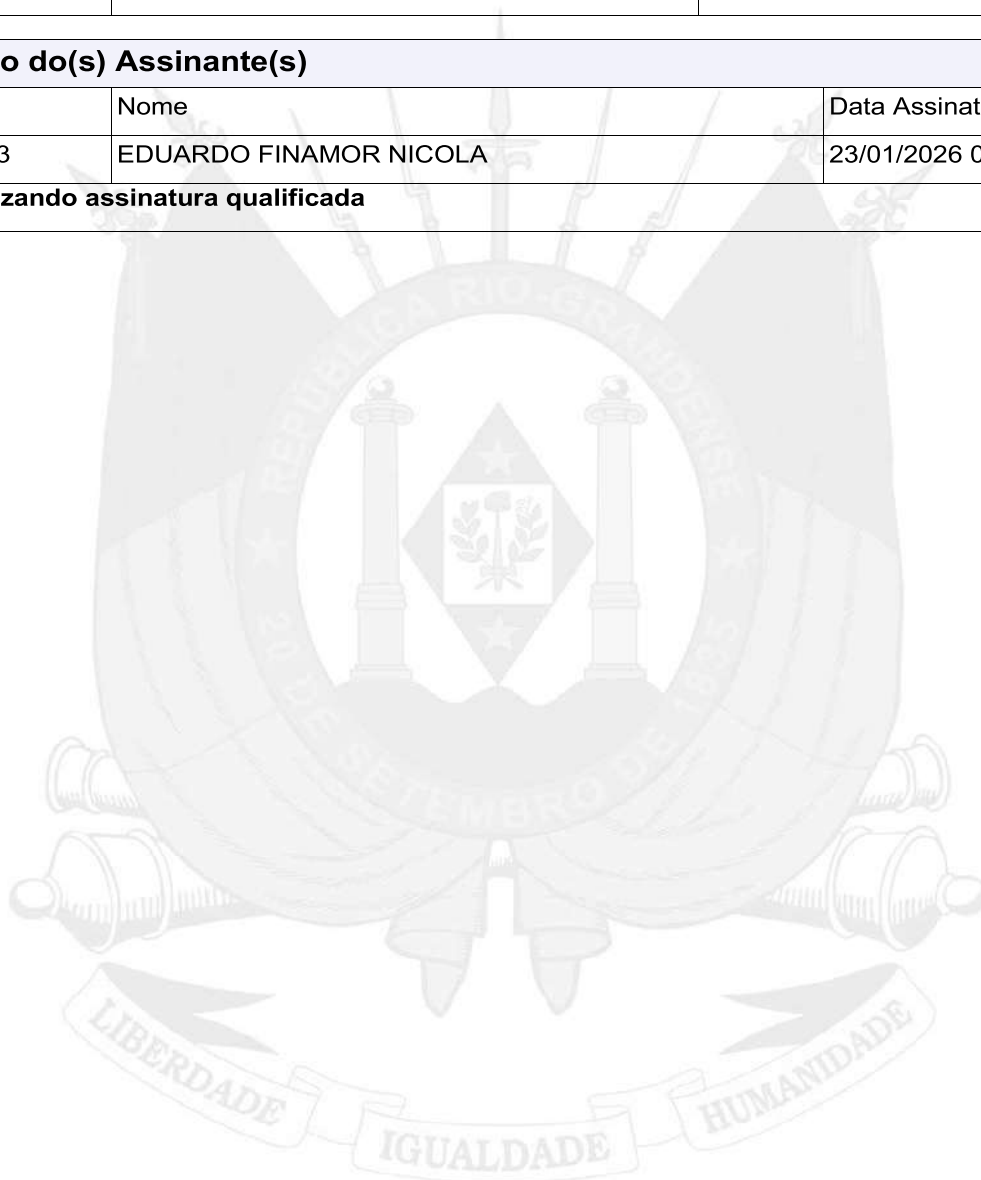 o do(s) Assinante(s)
Nome Data Assinat
3 EDUARDO FINAMOR NICOLA 23/01/2026 0
zando assinatura qualificada
REPÚBLICA RIO-GRANDENSE
20 DE SETEMBRO DE 1835
LIBERDADE IGUALDADE HUMANIDADE